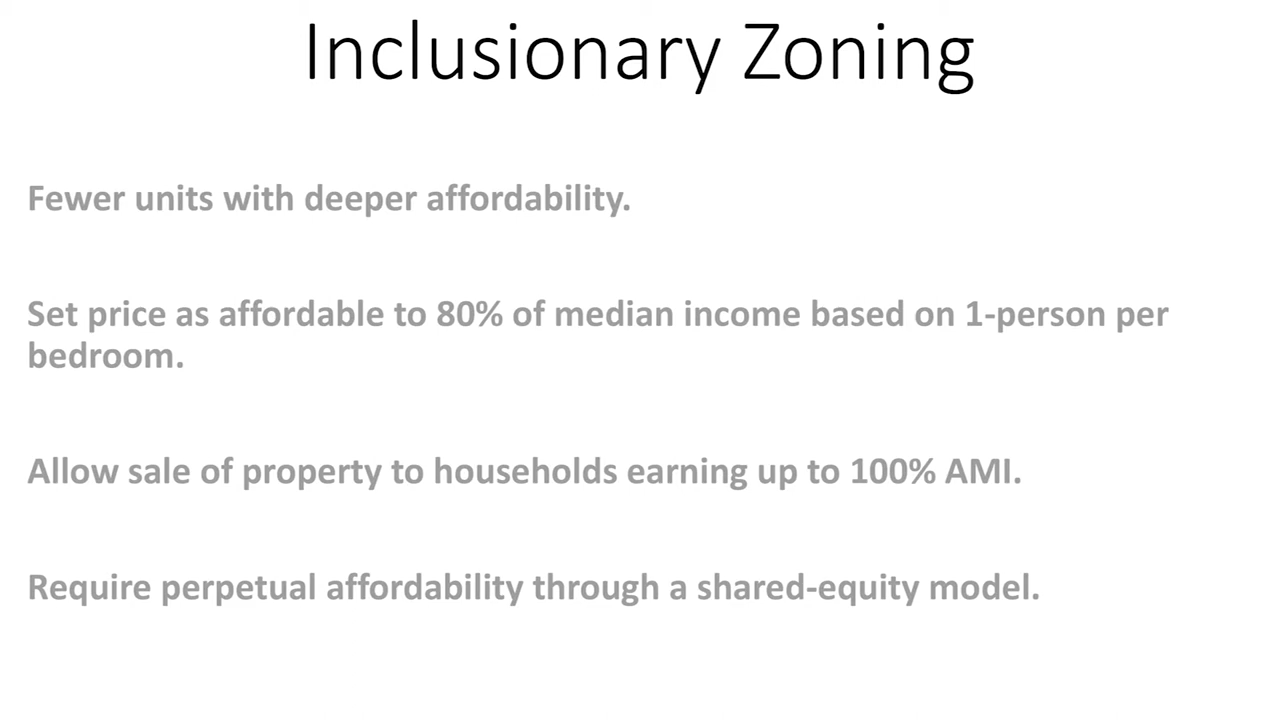 Inclusionary Zoning
Fewer units with deeper affordability.
Set price as affordable to 80% of median income based on 1-person per
bedroom.
Allow sale of property to households earning up to 100% AMI.
Require perpetual affordability through a shared-equity model.